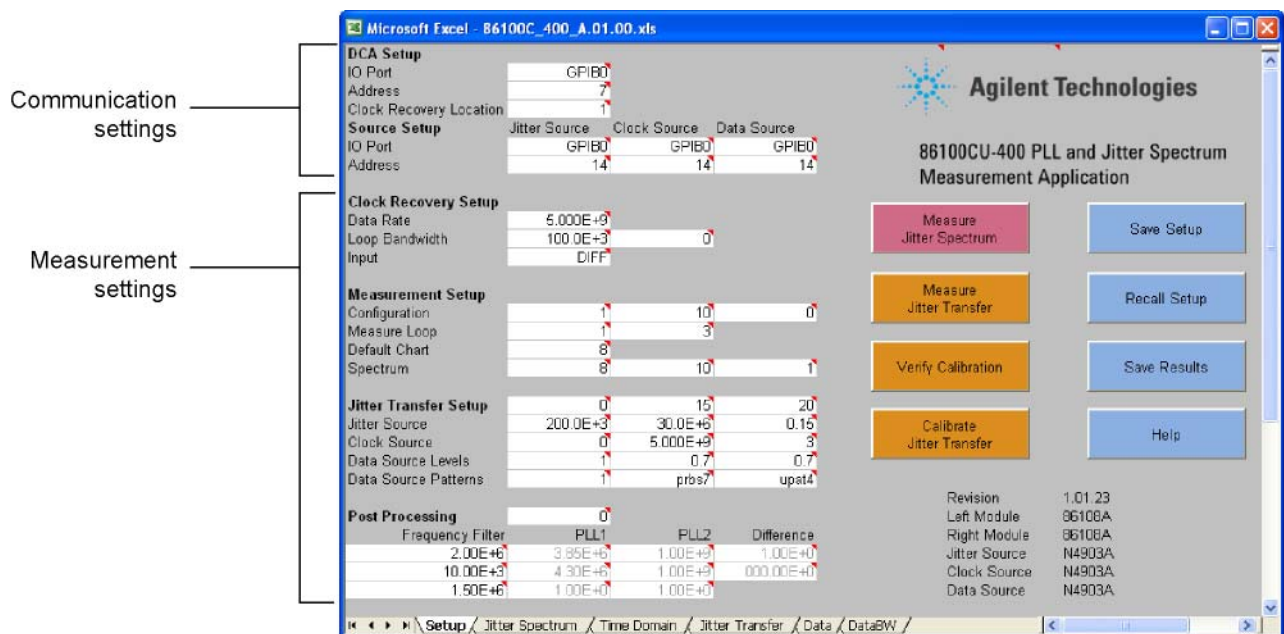 Microsoft Excel - 86100C_400_A.01.00.xls
Communication settings
Measurement settings
DCA Setup
IO Port GPIB0
Address 7
Clock Recovery Location 1
Source Setup Jitter Source Clock Source Data Source
IO Port GPIB0 GPIB0 GPIB0
Address 14 14 14
Clock Recovery Setup
Data Rate 5.000E+9
Loop Bandwidth 100.0E+3 0
Input DIFF
Measurement Setup
Configuration 1 10 0
Measure Loop 1 3
Default Chart 8
Spectrum 8 10 1
Jitter Transfer Setup 0 15 20
Jitter Source 200.0E+3 30.0E+6 0.15
Clock Source 0 5.000E+9 3
Data Source Levels 1 0.7 0.7
Data Source Patterns 1 prbs7 upat4
Post Processing 0
Frequency Filter PLL1 PLL2 Difference
2.00E+6 3.85E+6 1.00E+9 1.00E+0
10.00E+3 4.30E+6 1.00E+9 000.00E+0
1.50E+6 1.00E+0 1.00E+0
Agilent Technologies
86100CU-400 PLL and Jitter Spectrum
Measurement Application
Measure Jitter Spectrum
Save Setup
Measure Jitter Transfer
Recall Setup
Verify Calibration
Save Results
Calibrate Jitter Transfer
Help
Revision 1.01.23
Left Module 86108A
Right Module 86108A
Jitter Source N4903A
Clock Source N4903A
Data Source N4903A
Setup / Jitter Spectrum / Time Domain / Jitter Transfer / Data / DataBW /